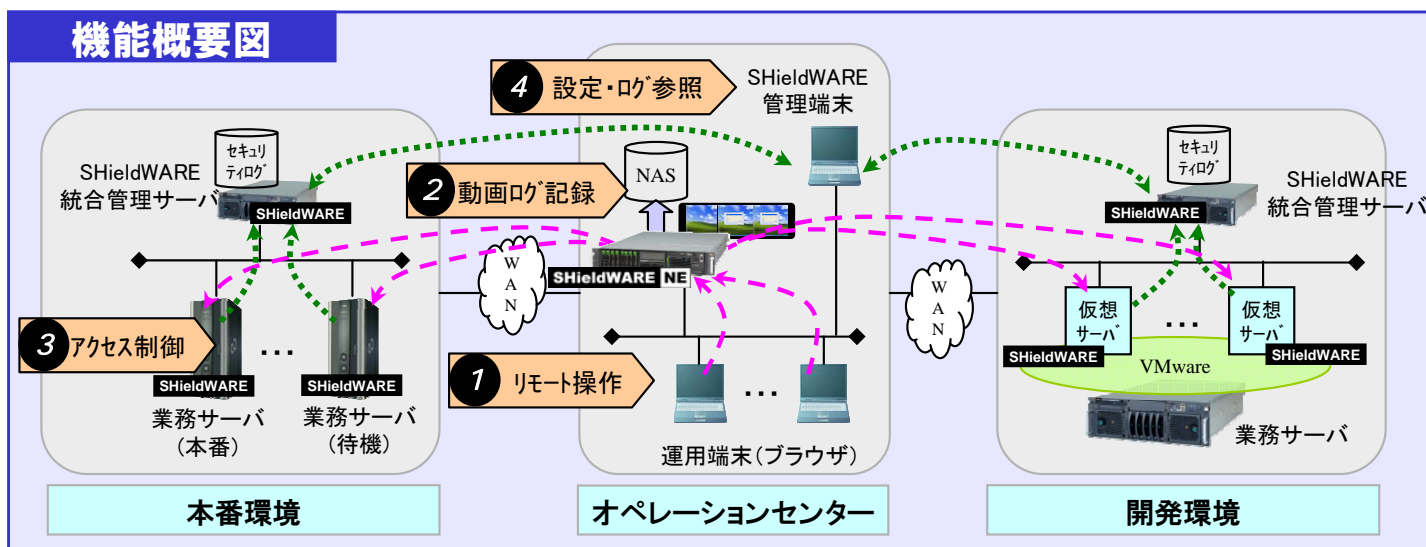 機能概要図
セキュリ
ティログ
SHieldWARE
統合管理サーバ
SHieldWARE
3 アクセス制御
...
SHieldWARE
SHieldWARE
業務サーバ
(本番)
業務サーバ
(待機)
本番環境
WAN
4 設定・ログ参照
SHieldWARE
管理端末
2 動画ログ記録
NAS
SHieldWARE NE
1 リモート操作
...
運用端末(ブラウザ)
オペレーションセンター
WAN
セキュリ
ティログ
SHieldWARE
SHieldWARE
統合管理サーバ
仮想
サーバ
...
仮想
サーバ
SHieldWARE
SHieldWARE
VMware
業務サーバ
開発環境